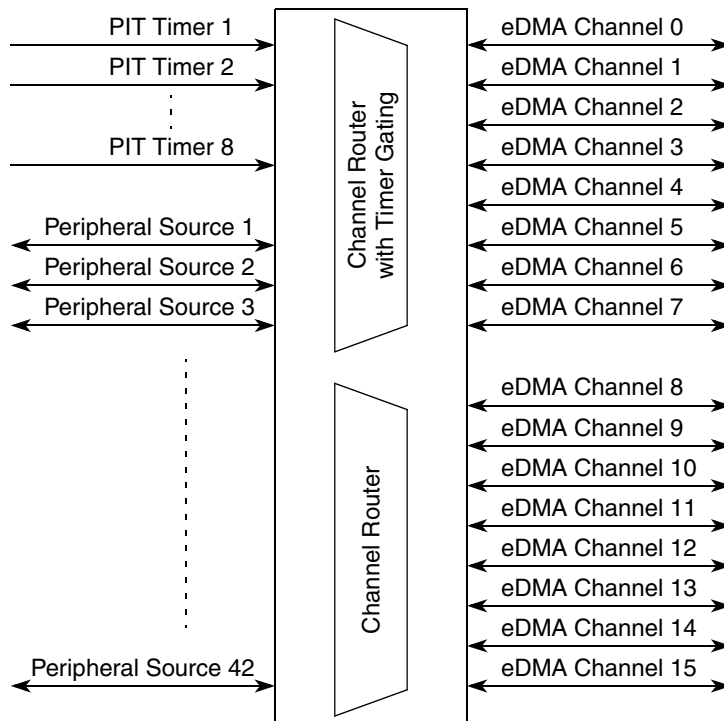 PIT Timer 1
PIT Timer 2
PIT Timer 8
Peripheral Source 1
Peripheral Source 2
Peripheral Source 3
Peripheral Source 42
Channel Router
with Timer Gating
Channel Router
eDMA Channel 0
eDMA Channel 1
eDMA Channel 2
eDMA Channel 3
eDMA Channel 4
eDMA Channel 5
eDMA Channel 6
eDMA Channel 7
eDMA Channel 8
eDMA Channel 9
eDMA Channel 10
eDMA Channel 11
eDMA Channel 12
eDMA Channel 13
eDMA Channel 14
eDMA Channel 15